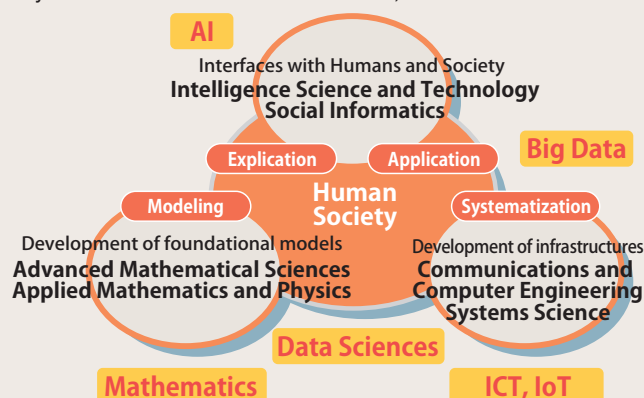 AI
Interfaces with Humans and Society
Intelligence Science and Technology
Social Informatics
Explication
Application
Big Data
Human
Society
Modeling
Systematization
Development of foundational models
Advanced Mathematical Sciences
Applied Mathematics and Physics
Development of infrastructures
Communications and
Computer Engineering
Systems Science
Data Sciences
Mathematics
ICT, IoT